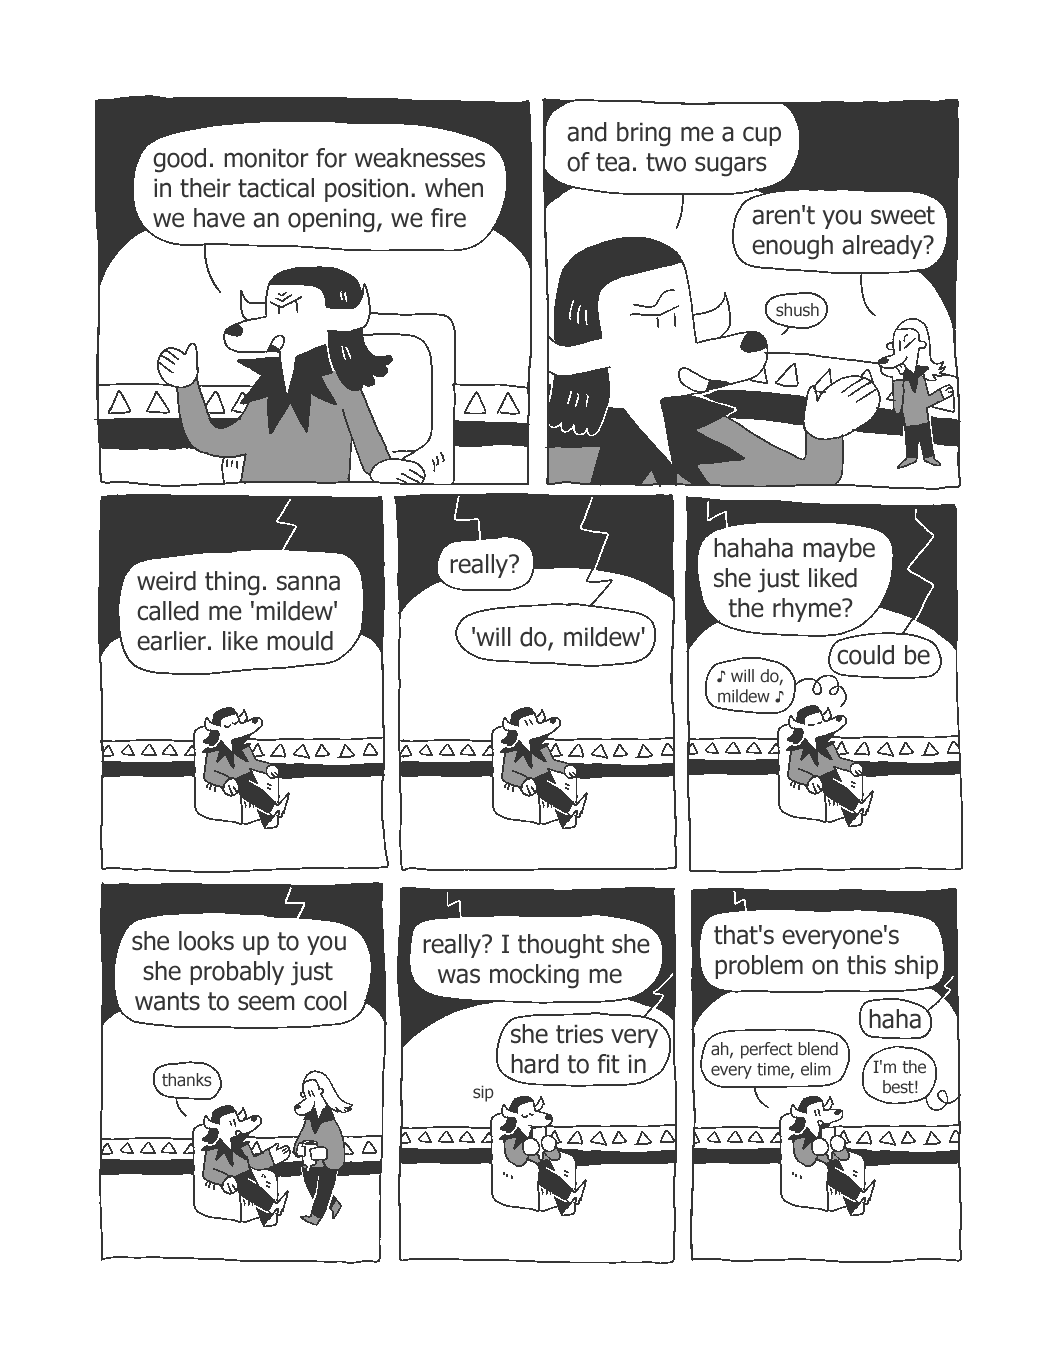 good. monitor for weaknesses
in their tactical position. when
we have an opening, we fire
and bring me a cup
of tea. two sugars
aren't you sweet
enough already?
shush
weird thing. sanna
called me 'mildew'
earlier. like mould
really?
'will do, mildew'
hahaha maybe
she just liked
the rhyme?
could be
♪ will do,
mildew ♪
she looks up to you
she probably just
wants to seem cool
thanks
really? I thought she
was mocking me
she tries very
hard to fit in
sip
that's everyone's
problem on this ship
haha
ah, perfect blend
every time, elim
I'm the
best!